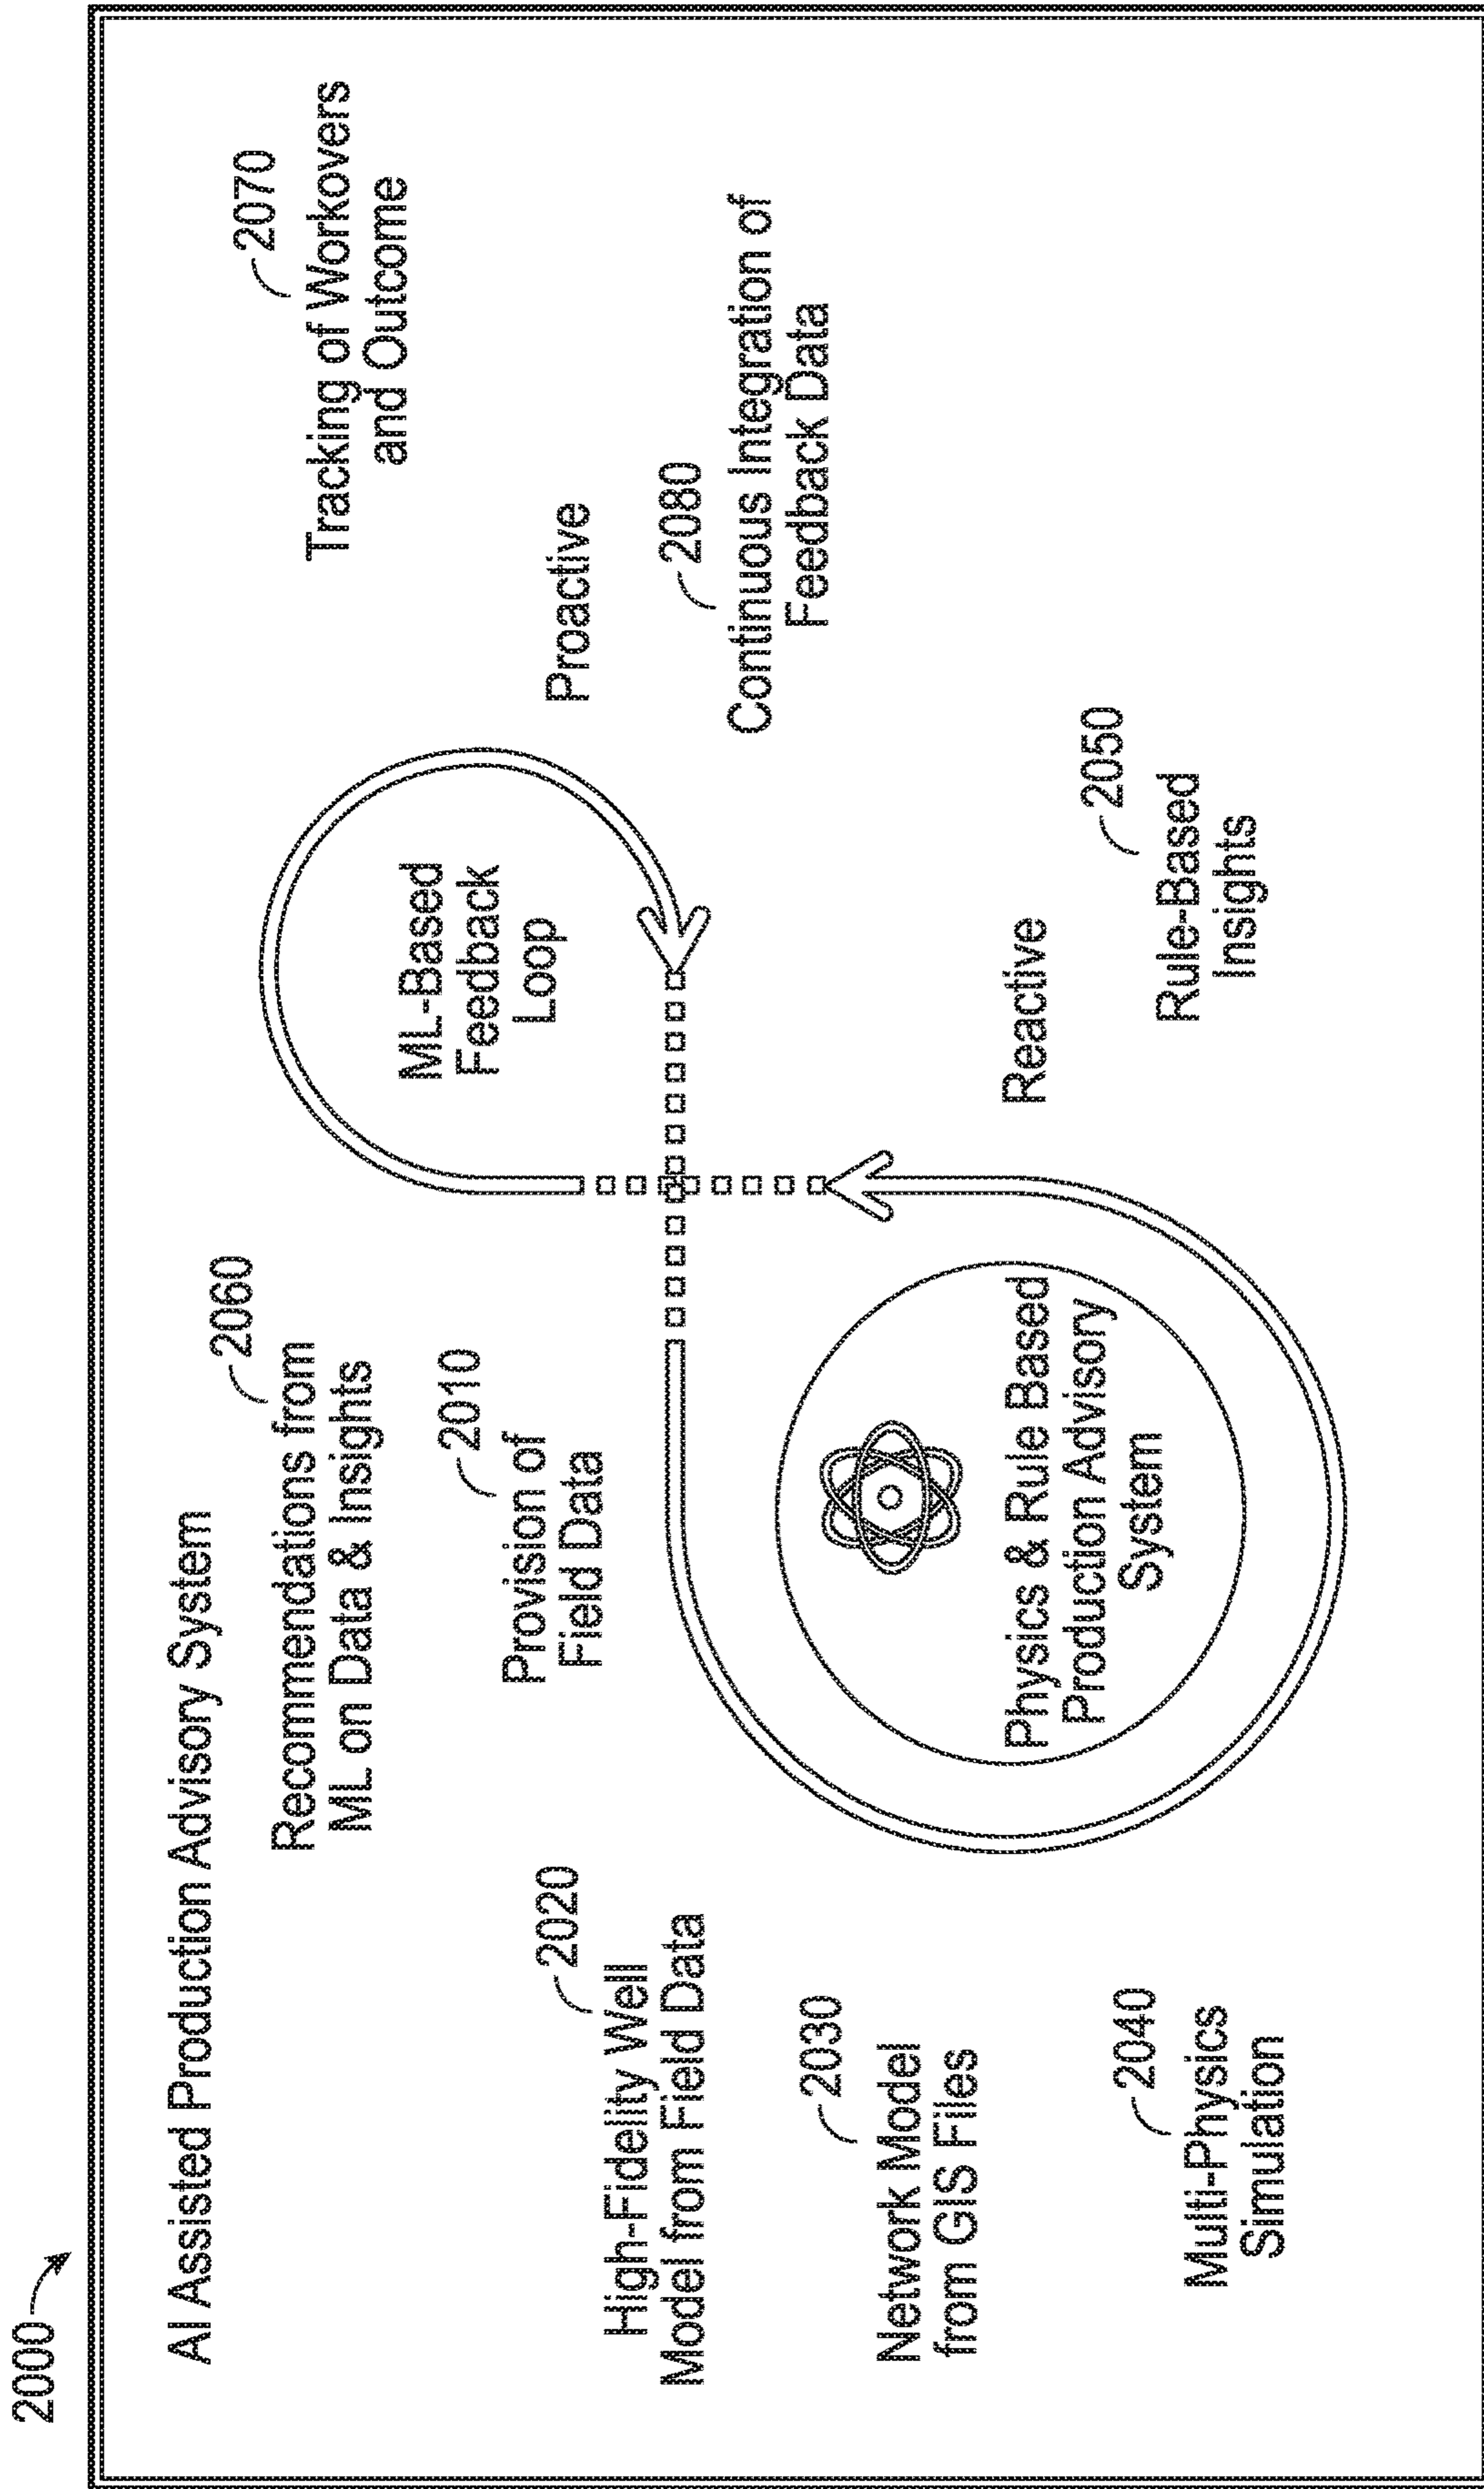 2000
AI Assisted Production Advisory System
2060
Recommendations from
ML on Data & Insights
2070
Tracking of Workovers
and Outcome
2010
Provision of
Field Data
ML-Based
Feedback
Loop
Proactive
2020
High-Fidelity Well
Model from Field Data
2080
Continuous Integration of
Feedback Data
2030
Network Model
from GIS Files
Physics & Rule Based
Production Advisory
System
Reactive
2040
Multi-Physics
Simulation
2050
Rule-Based
Insights